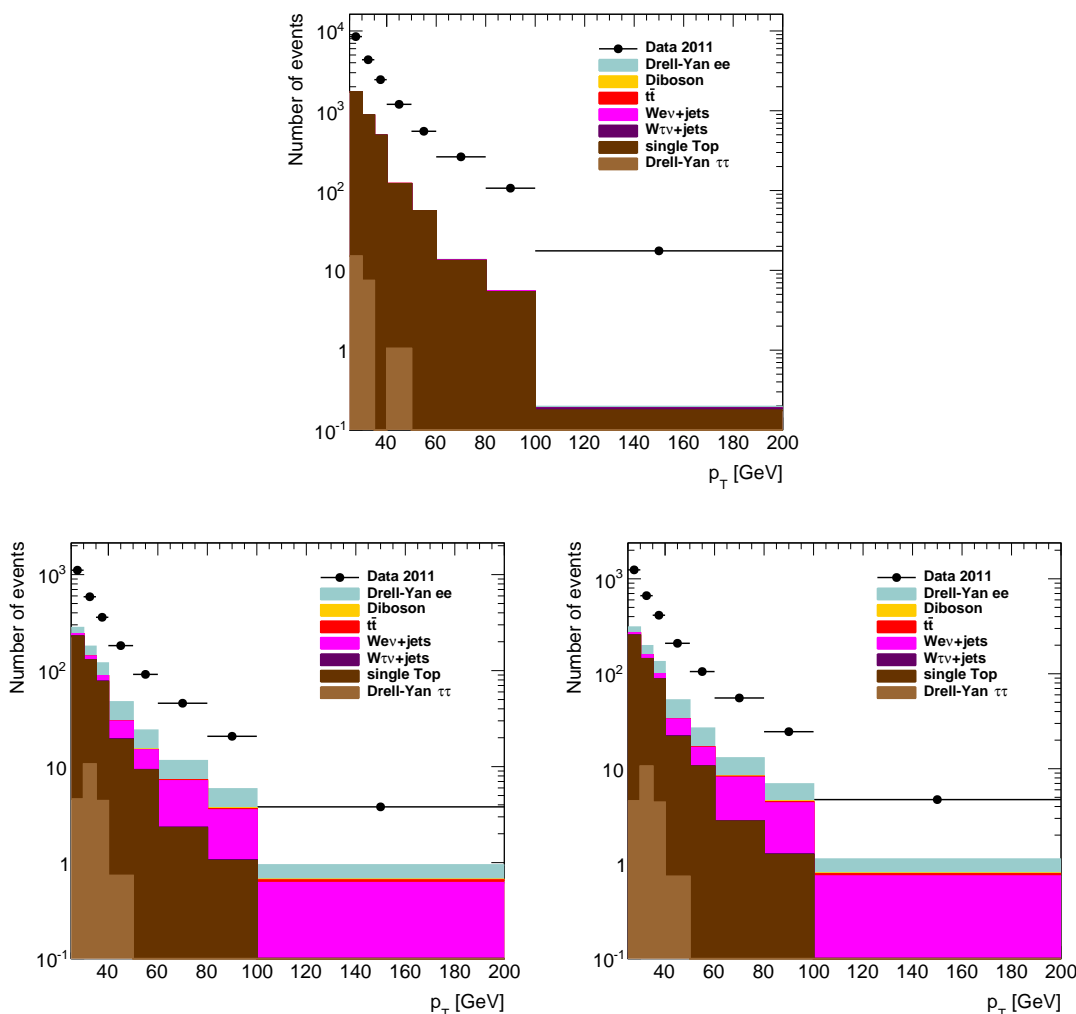 Number of events
10^4
10^3
10^2
10
1
10^-1
Data 2011
Drell-Yan ee
Diboson
tt̄
Weν+jets
Wτν+jets
single Top
Drell-Yan ττ
40 60 80 100 120 140 160 180 200
p_T [GeV]
Number of events
10^3
10^2
10
1
10^-1
Data 2011
Drell-Yan ee
Diboson
tt̄
Weν+jets
Wτν+jets
single Top
Drell-Yan ττ
40 60 80 100 120 140 160 180 200
p_T [GeV]
Number of events
10^3
10^2
10
1
10^-1
Data 2011
Drell-Yan ee
Diboson
tt̄
Weν+jets
Wτν+jets
single Top
Drell-Yan ττ
40 60 80 100 120 140 160 180 200
p_T [GeV]